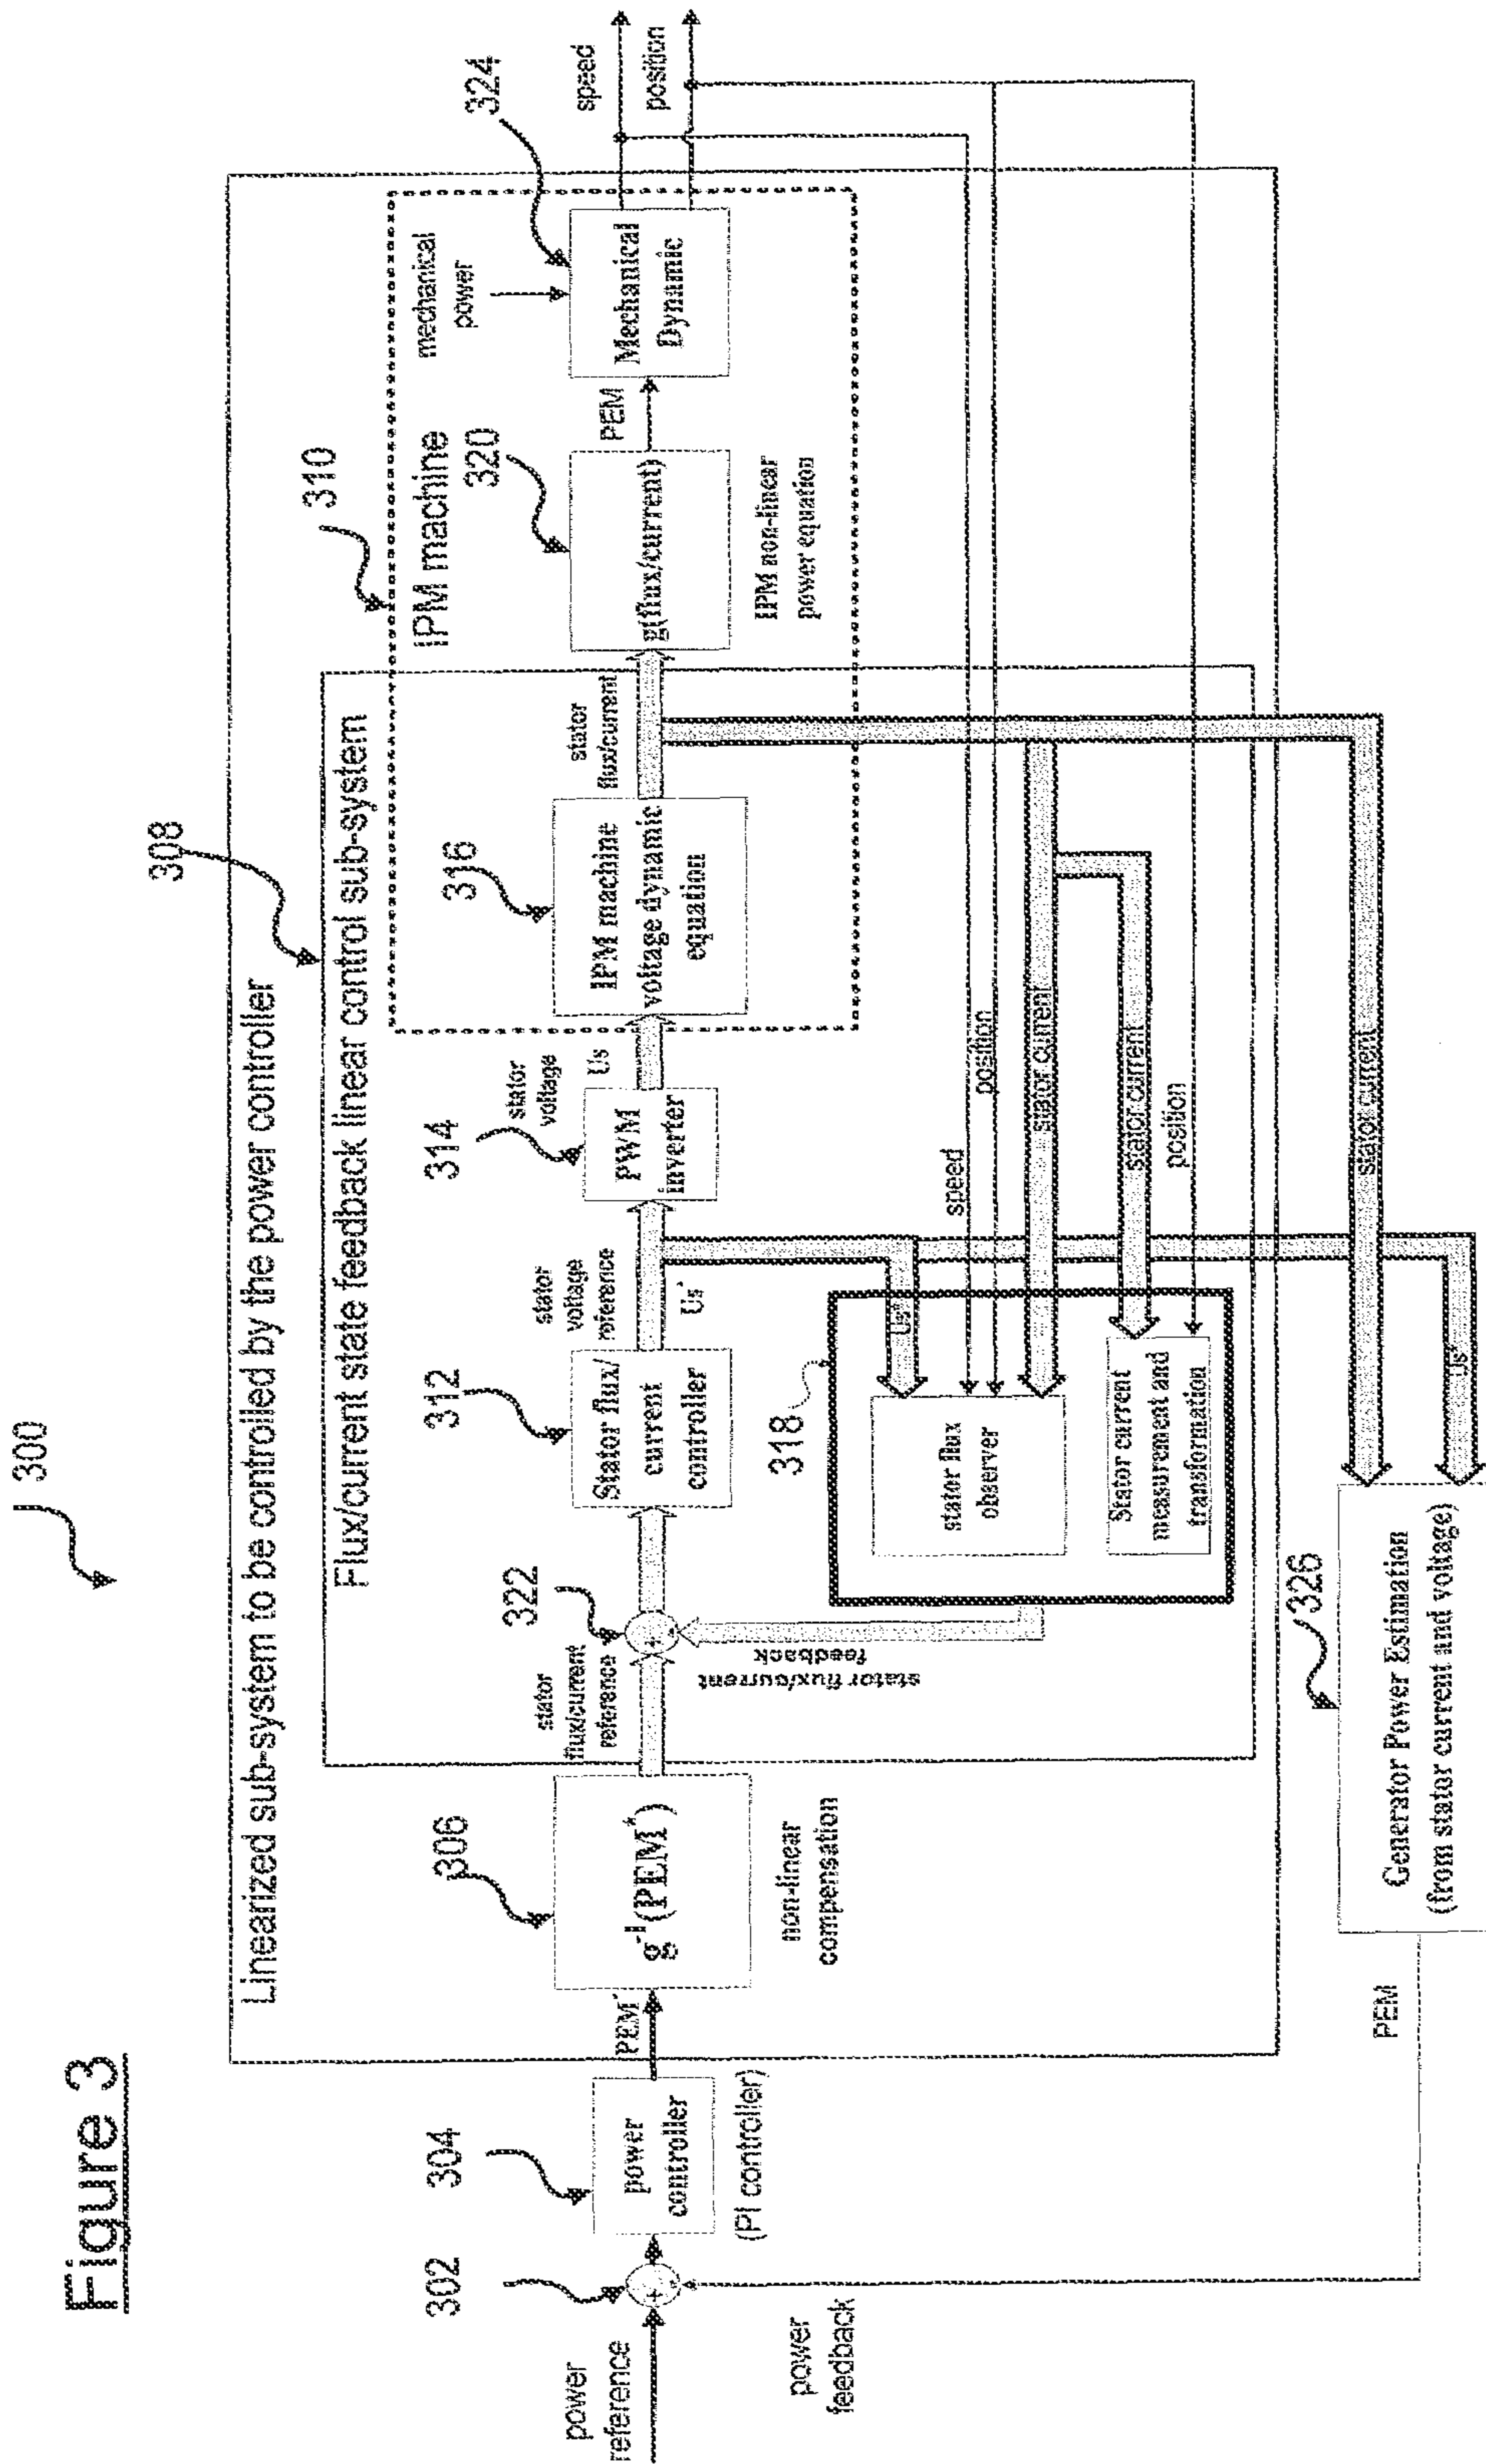 Figure 3
300
Linearized sub-system to be controlled by the power controller
308
Flux/current state feedback linear control sub-system
310
IPM machine
power
reference
302
+
-
304
power
controller
(PI controller)
PEM*
306
g⁻¹(PEM*)
non-linear
compensation
stator
flux/current
reference
322
+
-
312
Stator flux/
current
controller
stator
voltage
reference
Us*
314
PWM
inverter
stator
voltage
Us
316
IPM machine
voltage dynamic
equation
stator
flux/current
320
g(flux/current)
IPM non-linear
power equation
PEM
mechanical
power
324
Mechanical
Dynamic
speed
position
stator flux/current
feedback
318
Us*
stator flux
observer
speed
position
stator current
Stator current
measurement and
transformation
stator current
position
stator current
Us*
326
Generator Power Estimation
(from stator current and voltage)
PEM
power
feedback